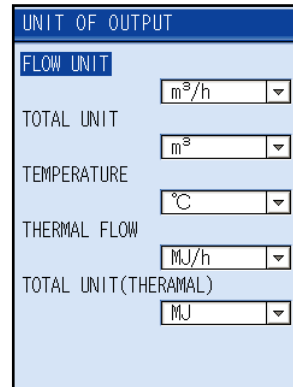 UNIT OF OUTPUT
FLOW UNIT
m³/h
TOTAL UNIT
m³
TEMPERATURE
℃
THERMAL FLOW
MJ/h
TOTAL UNIT(THERAMAL)
MJ